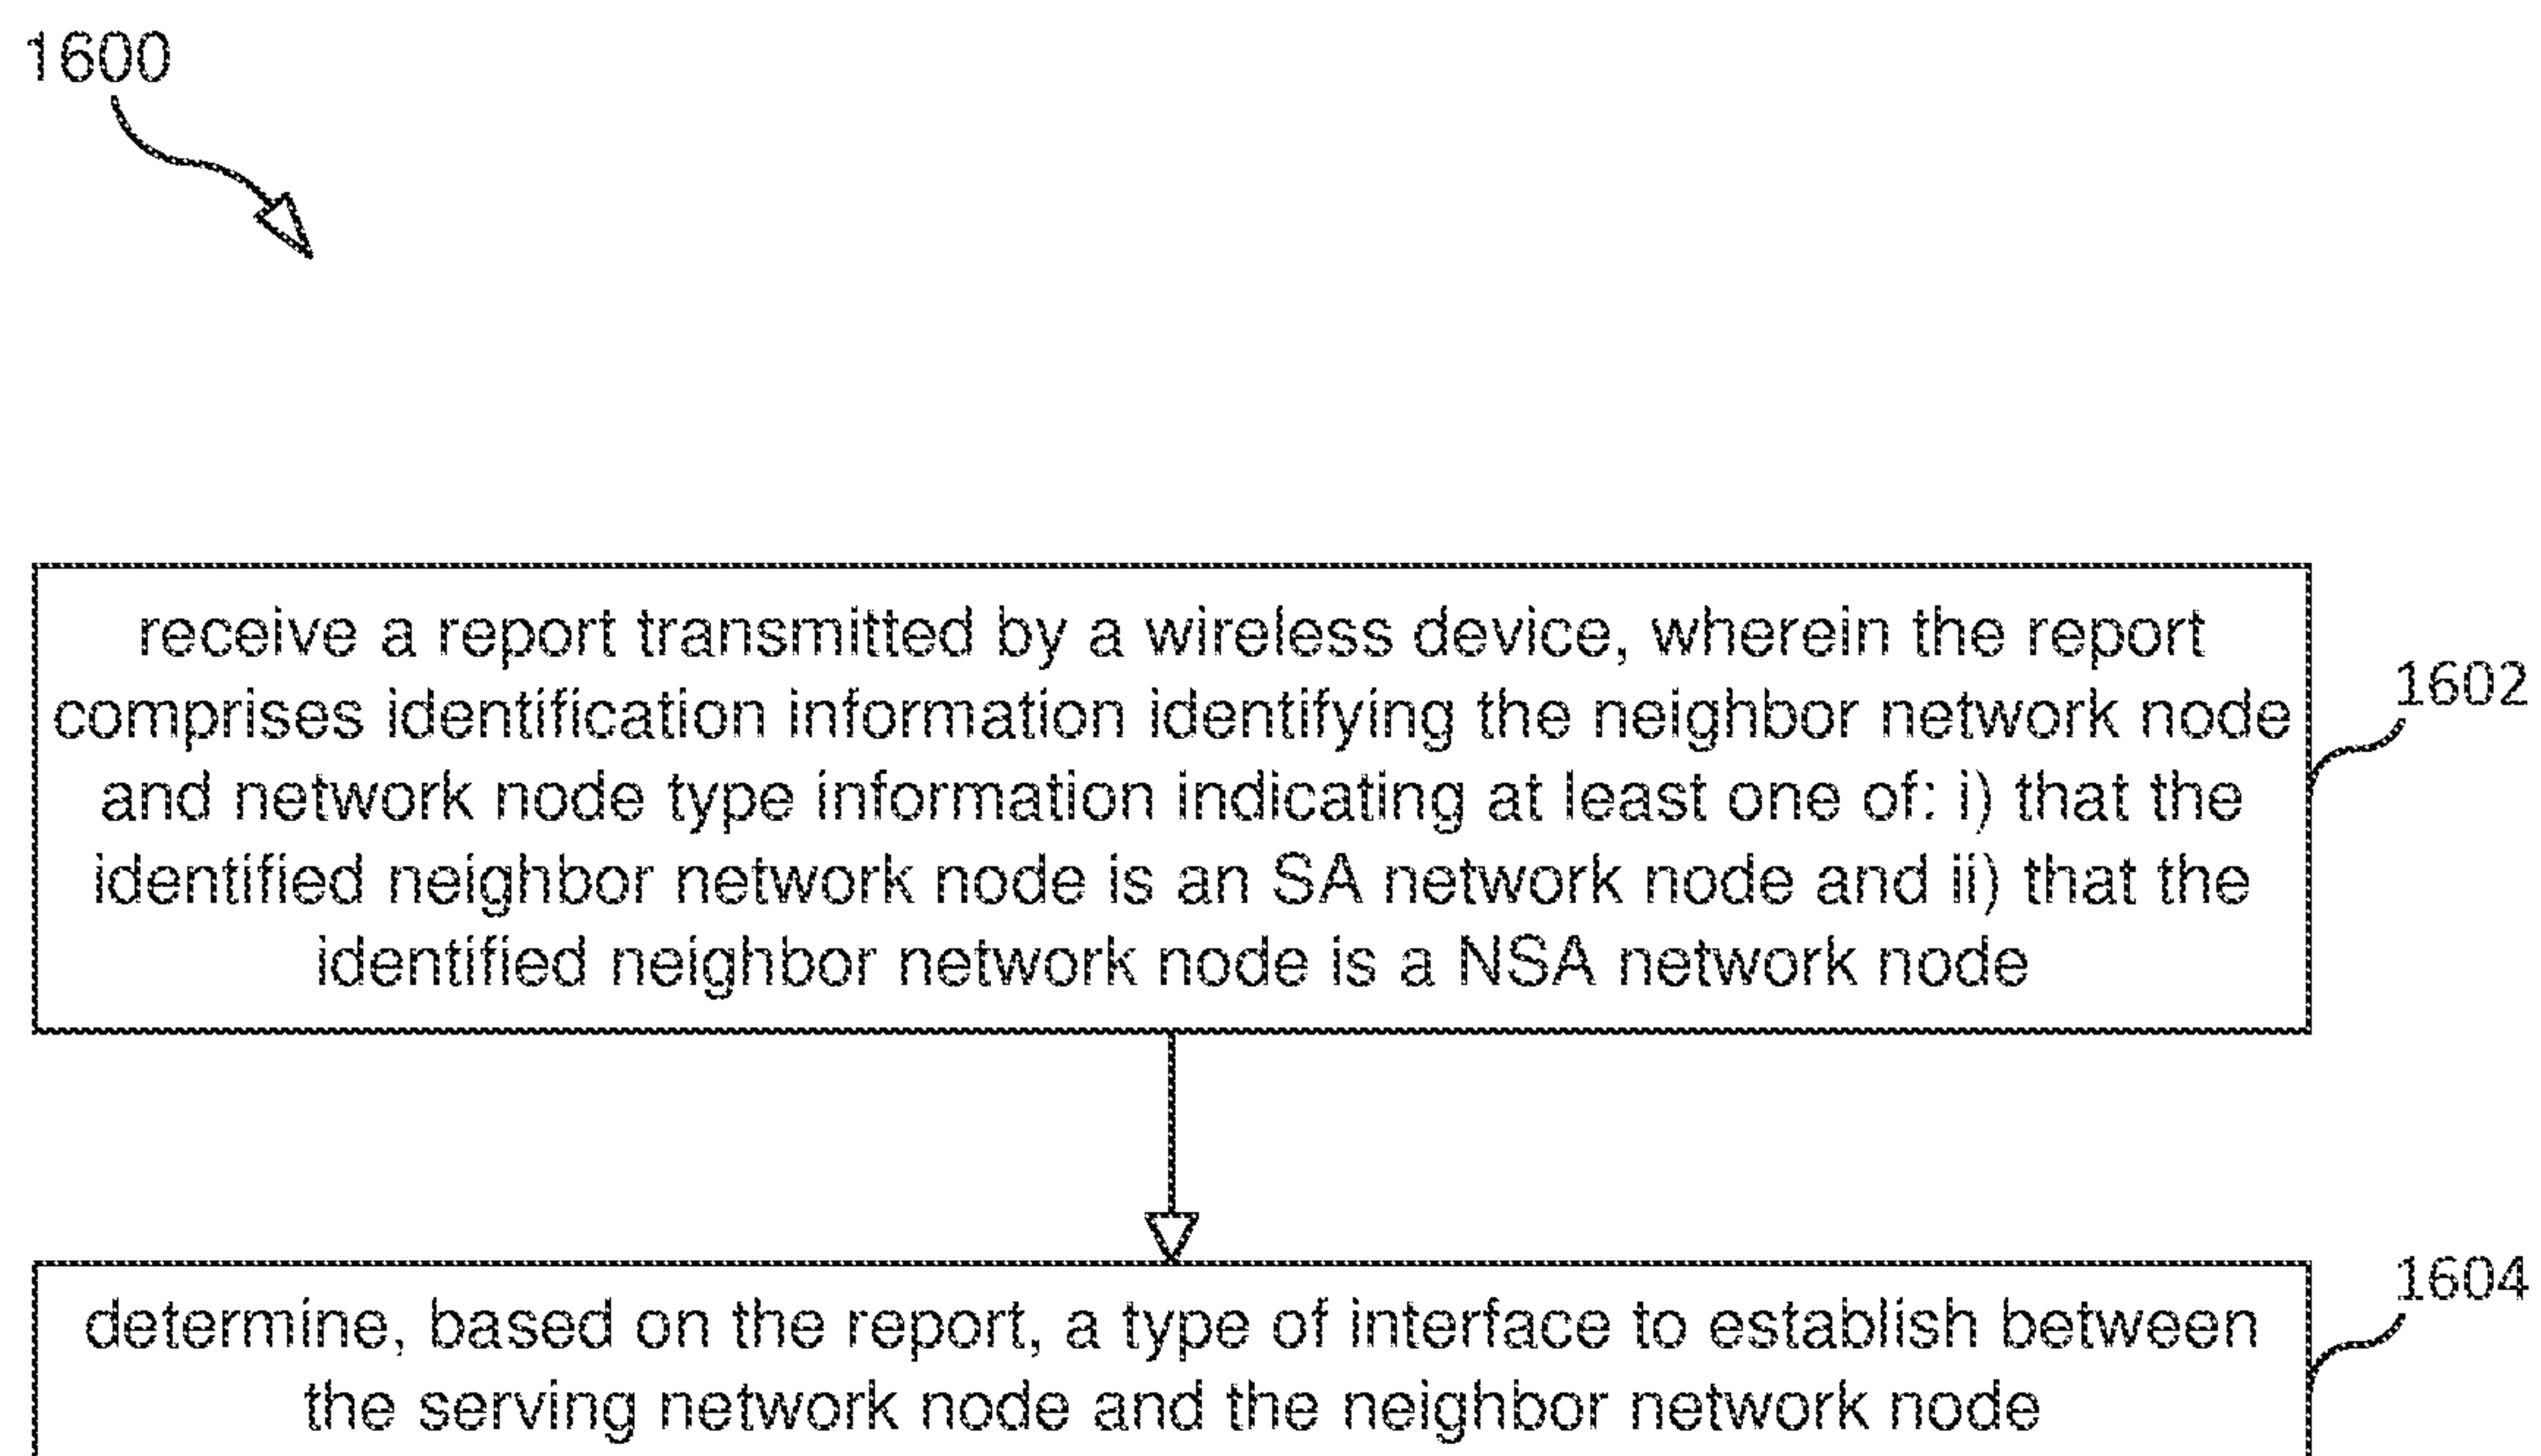 1600
receive a report transmitted by a wireless device, wherein the report
comprises identification information identifying the neighbor network node
and network node type information indicating at least one of: i) that the
identified neighbor network node is an SA network node and ii) that the
identified neighbor network node is a NSA network node
1602
determine, based on the report, a type of interface to establish between
the serving network node and the neighbor network node
1604